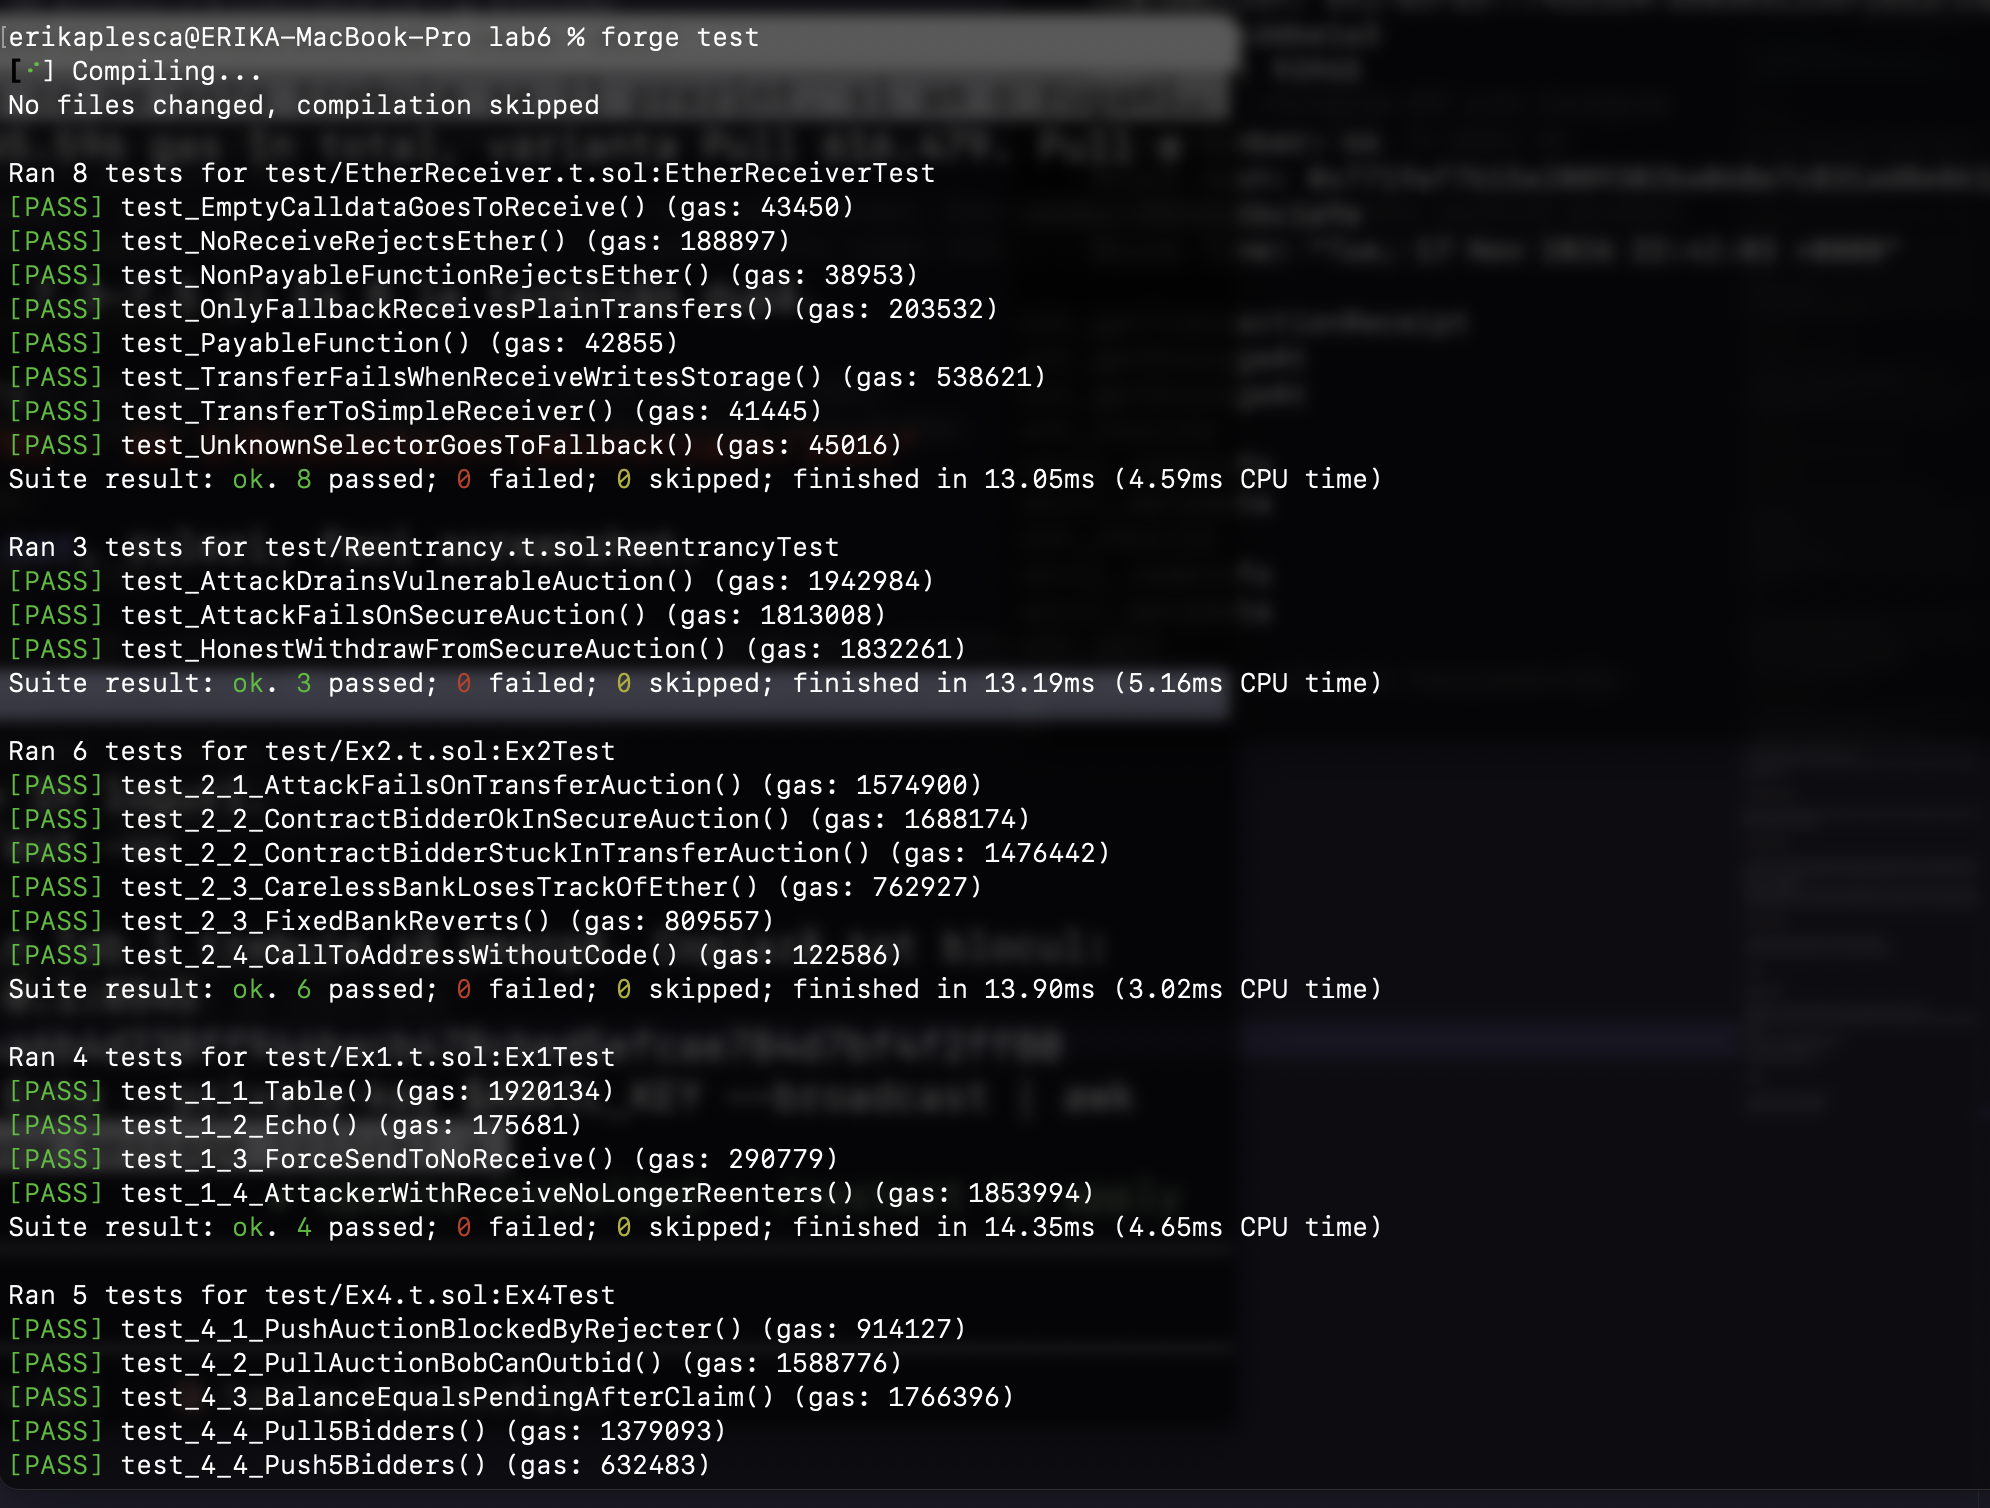 [erikaplesca@ERIKA-MacBook-Pro lab6 % forge test
[⠊] Compiling...
No files changed, compilation skipped

Ran 8 tests for test/EtherReceiver.t.sol:EtherReceiverTest
[PASS] test_EmptyCalldataGoesToReceive() (gas: 43450)
[PASS] test_NoReceiveRejectsEther() (gas: 188897)
[PASS] test_NonPayableFunctionRejectsEther() (gas: 38953)
[PASS] test_OnlyFallbackReceivesPlainTransfers() (gas: 203532)
[PASS] test_PayableFunction() (gas: 42855)
[PASS] test_TransferFailsWhenReceiveWritesStorage() (gas: 538621)
[PASS] test_TransferToSimpleReceiver() (gas: 41445)
[PASS] test_UnknownSelectorGoesToFallback() (gas: 45016)
Suite result: ok. 8 passed; 0 failed; 0 skipped; finished in 13.05ms (4.59ms CPU time)

Ran 3 tests for test/Reentrancy.t.sol:ReentrancyTest
[PASS] test_AttackDrainsVulnerableAuction() (gas: 1942984)
[PASS] test_AttackFailsOnSecureAuction() (gas: 1813008)
[PASS] test_HonestWithdrawFromSecureAuction() (gas: 1832261)
Suite result: ok. 3 passed; 0 failed; 0 skipped; finished in 13.19ms (5.16ms CPU time)

Ran 6 tests for test/Ex2.t.sol:Ex2Test
[PASS] test_2_1_AttackFailsOnTransferAuction() (gas: 1574900)
[PASS] test_2_2_ContractBidderOkInSecureAuction() (gas: 1688174)
[PASS] test_2_2_ContractBidderStuckInTransferAuction() (gas: 1476442)
[PASS] test_2_3_CarelessBankLosesTrackOfEther() (gas: 762927)
[PASS] test_2_3_FixedBankReverts() (gas: 809557)
[PASS] test_2_4_CallToAddressWithoutCode() (gas: 122586)
Suite result: ok. 6 passed; 0 failed; 0 skipped; finished in 13.90ms (3.02ms CPU time)

Ran 4 tests for test/Ex1.t.sol:Ex1Test
[PASS] test_1_1_Table() (gas: 1920134)
[PASS] test_1_2_Echo() (gas: 175681)
[PASS] test_1_3_ForceSendToNoReceive() (gas: 290779)
[PASS] test_1_4_AttackerWithReceiveNoLongerReenters() (gas: 1853994)
Suite result: ok. 4 passed; 0 failed; 0 skipped; finished in 14.35ms (4.65ms CPU time)

Ran 5 tests for test/Ex4.t.sol:Ex4Test
[PASS] test_4_1_PushAuctionBlockedByRejecter() (gas: 914127)
[PASS] test_4_2_PullAuctionBobCanOutbid() (gas: 1588776)
[PASS] test_4_3_BalanceEqualsPendingAfterClaim() (gas: 1766396)
[PASS] test_4_4_Pull5Bidders() (gas: 1379093)
[PASS] test_4_4_Push5Bidders() (gas: 632483)